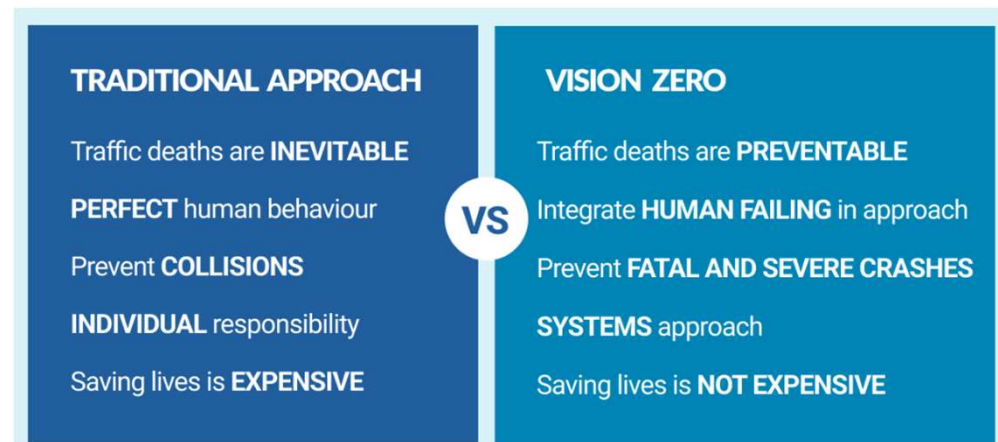 TRADITIONAL APPROACH
Traffic deaths are INEVITABLE
PERFECT human behaviour
Prevent COLLISIONS
INDIVIDUAL responsibility
Saving lives is EXPENSIVE
VS
VISION ZERO
Traffic deaths are PREVENTABLE
Integrate HUMAN FAILING in approach
Prevent FATAL AND SEVERE CRASHES
SYSTEMS approach
Saving lives is NOT EXPENSIVE